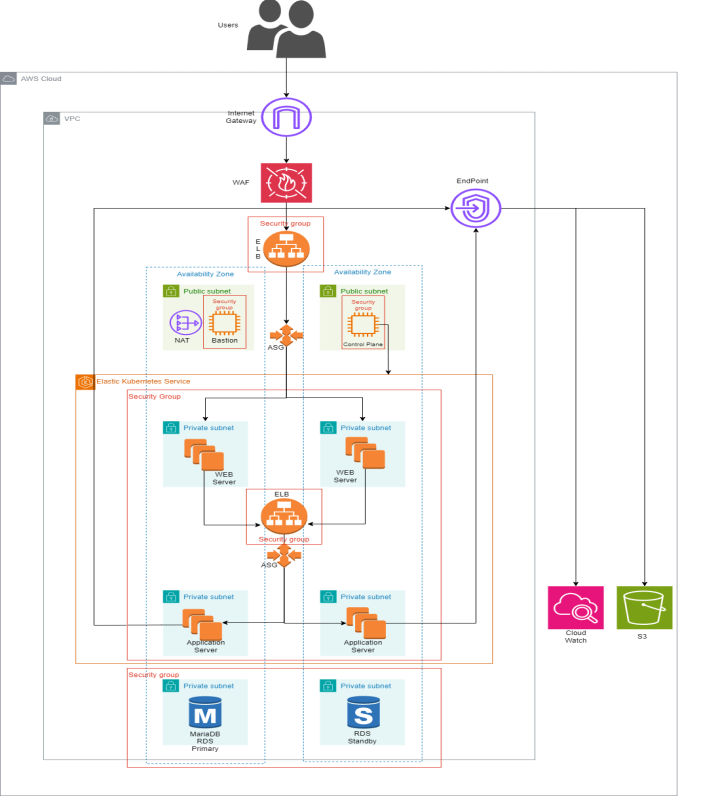 Users
AWS Cloud
VPC
Internet
Gateway
WAF
EndPoint
Security group
E
L
B
Availability Zone
Availability Zone
Public subnet
Public subnet
Security
group
Security
group
NAT
Bastion
Control Plane
ASG
Elastic Kubernetes Service
Security Group
Private subnet
Private subnet
WEB
Server
WEB
Server
ELB
Security group
ASG
Private subnet
Private subnet
Application
Server
Application
Server
Cloud
Watch
S3
Security group
Private subnet
Private subnet
M
S
MariaDB
RDS
Primary
RDS
Standby